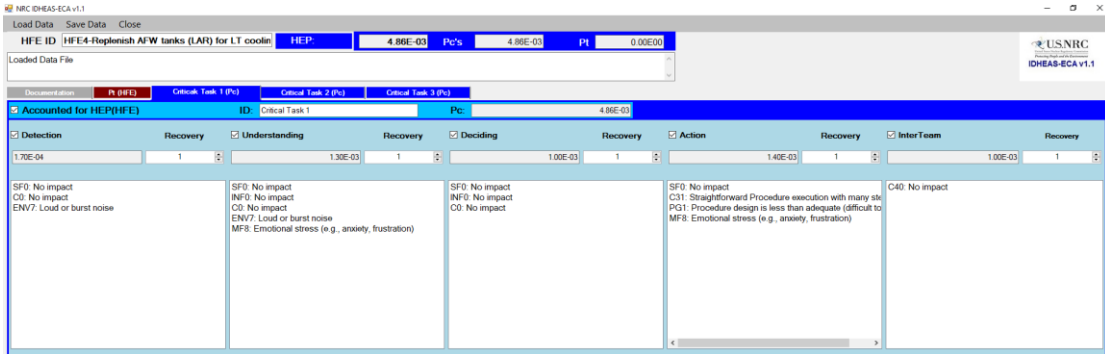 NRC IDHEAS-ECA v1.1
Load Data Save Data Close
HFE ID HFE4-Replenish AFW tanks (LAR) for LT coolin HEP: 4.86E-03 Pc's 4.86E-03 Pt 0.00E00
U.S.NRC
Loaded Data File
IDHEAS-ECA v1.1
Documentation Pt (HFE) Criticak Task 1 (Pc) Critical Task 2 (Pc) Critical Task 3 (Pc)
Accounted for HEP(HFE) ID: Critical Task 1 Pc: 4.86E-03
Detection Recovery Understanding Recovery Deciding Recovery Action Recovery InterTeam Recovery
1.70E-04 1 1.30E-03 1 1.00E-03 1 1.40E-03 1 1.00E-03 1
SF0: No impact SF0: No impact SF0: No impact SF0: No impact C40: No impact
C0: No impact INF0: No impact INF0: No impact C31: Straightforward Procedure execution with many ste
ENV7: Loud or burst noise C0: No impact C0: No impact PG1: Procedure design is less than adequate (difficult to
ENV7: Loud or burst noise MF8: Emotional stress (e.g., anxiety, frustration)
MF8: Emotional stress (e.g., anxiety, frustration)